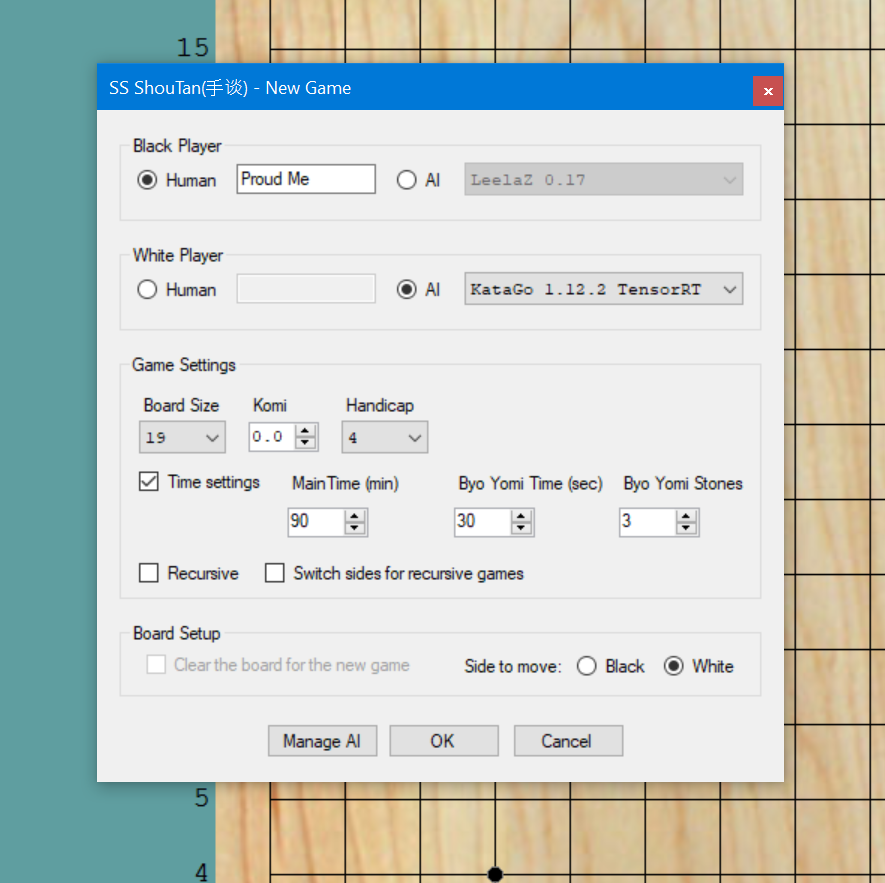 15
SS ShouTan(手谈) - New Game
Black Player
Human Proud Me AI LeelaZ 0.17
White Player
Human AI KataGo 1.12.2 TensorRT
Game Settings
Board Size Komi Handicap
19 0.0 4
Time settings Main Time (min) Byo Yomi Time (sec) Byo Yomi Stones
90 30 3
Recursive Switch sides for recursive games
Board Setup
Clear the board for the new game Side to move: Black White
Manage AI OK Cancel
5
4